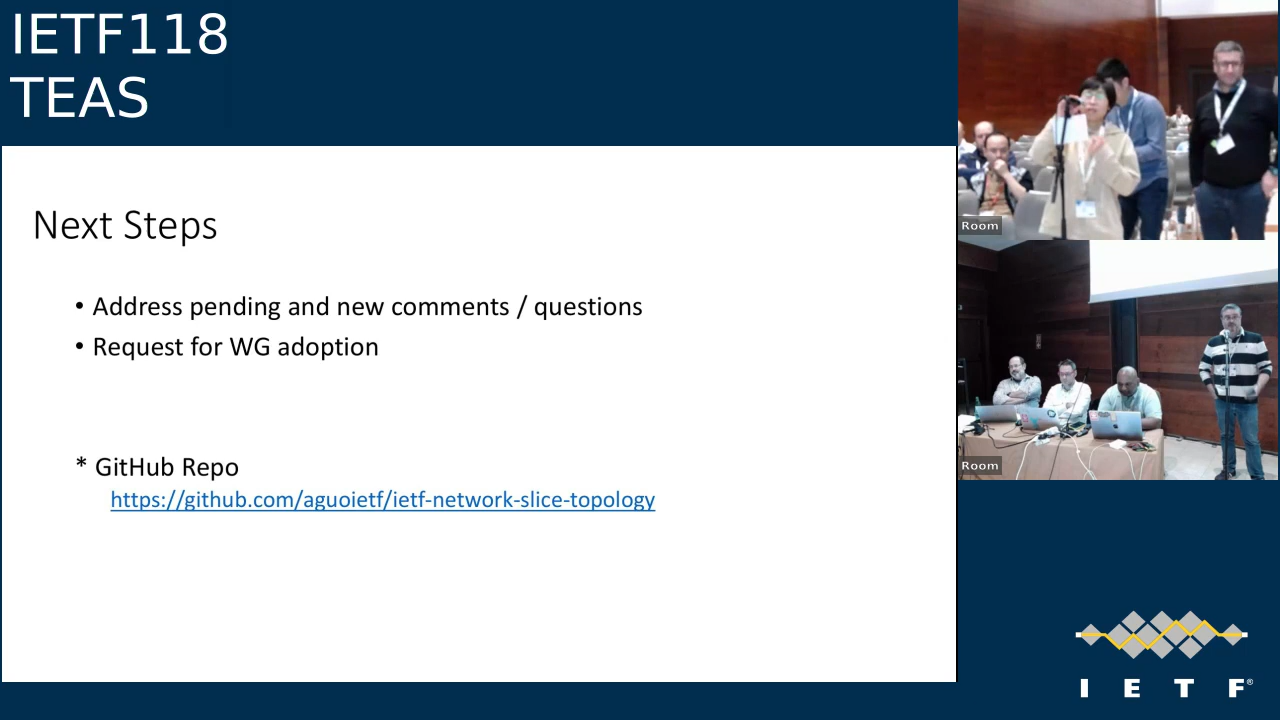 IETF118
TEAS
Next Steps
• Address pending and new comments / questions
• Request for WG adoption
* GitHub Repo
https://github.com/aguoietf/ietf-network-slice-topology
Room
Room
I E T F®